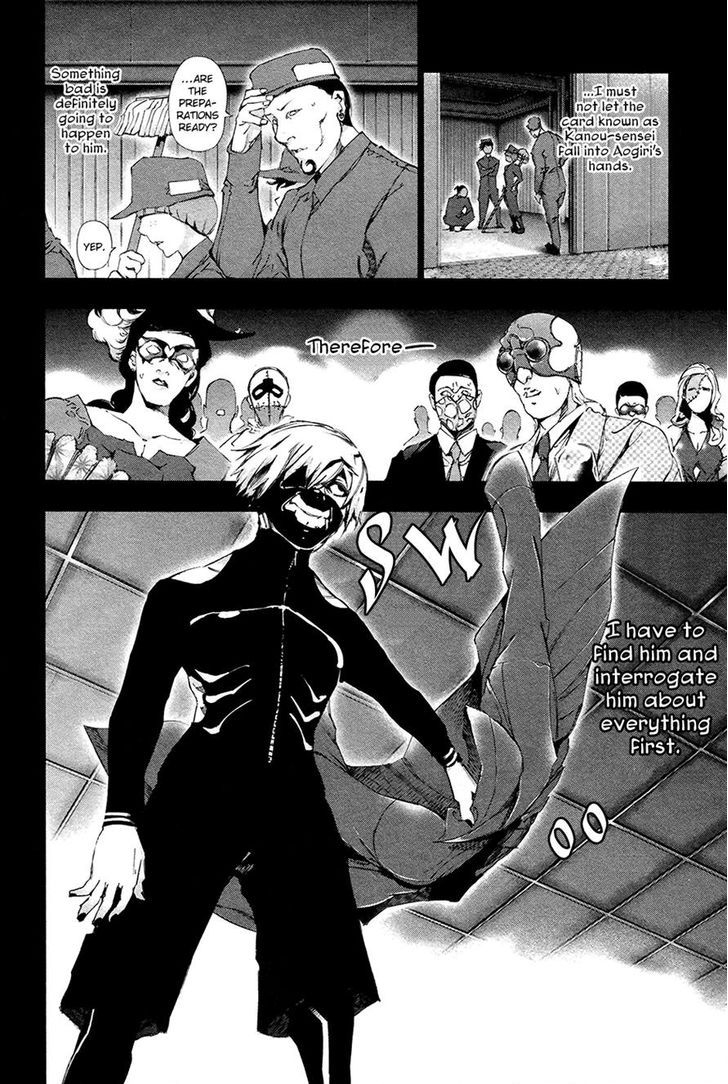 ...I must
not let the
card known as
Kanou-sensei
fall into Aogiri's
hands.
...ARE
THE
PREPA-
RATIONS
READY?
YEP.
Something
bad is
definitely
going to
happen
to him.
Therefore—
SWOO
I have to
find him and
interrogate
him about
everything
first.